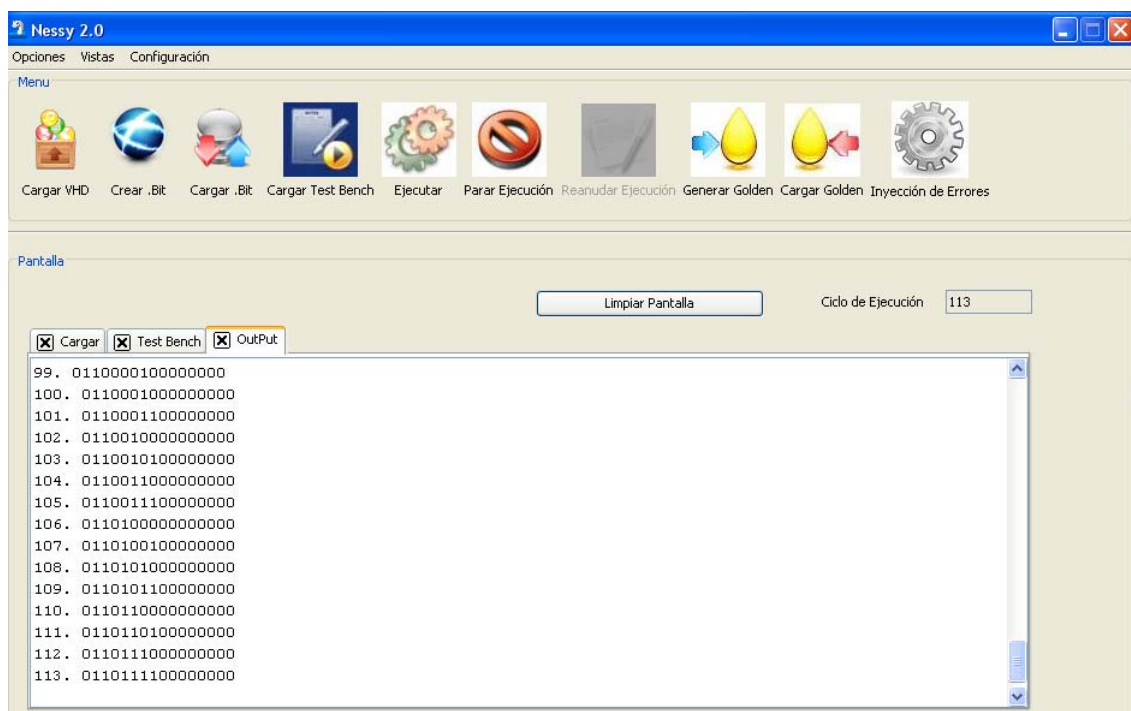 Nessy 2.0
Opciones Vistas Configuración
Menu
Cargar VHD Crear .Bit Cargar .Bit Cargar Test Bench Ejecutar Parar Ejecución Reanudar Ejecución Generar Golden Cargar Golden Inyección de Errores
Pantalla
Limpiar Pantalla Ciclo de Ejecución 113
Cargar Test Bench OutPut
99. 0110000100000000
100. 0110001000000000
101. 0110001100000000
102. 0110010000000000
103. 0110010100000000
104. 0110011000000000
105. 0110011100000000
106. 0110100000000000
107. 0110100100000000
108. 0110101000000000
109. 0110101100000000
110. 0110110000000000
111. 0110110100000000
112. 0110111000000000
113. 0110111100000000